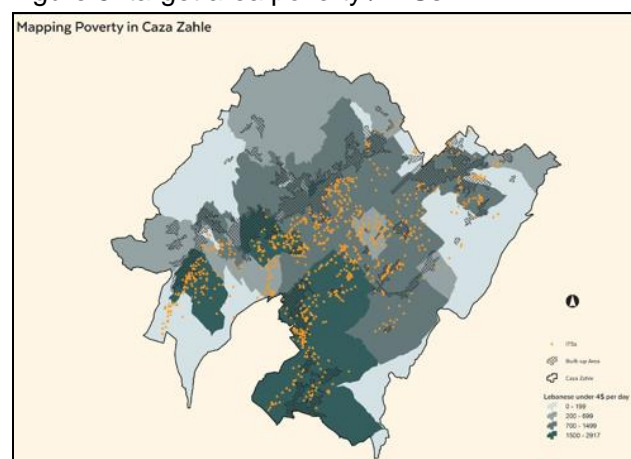 Mapping Poverty in Caza Zahle
ITSs
Built-up Area
Caza Zahle
Lebanese under 4$ per day
0 - 199
200 - 699
700 - 1499
1500 - 2917